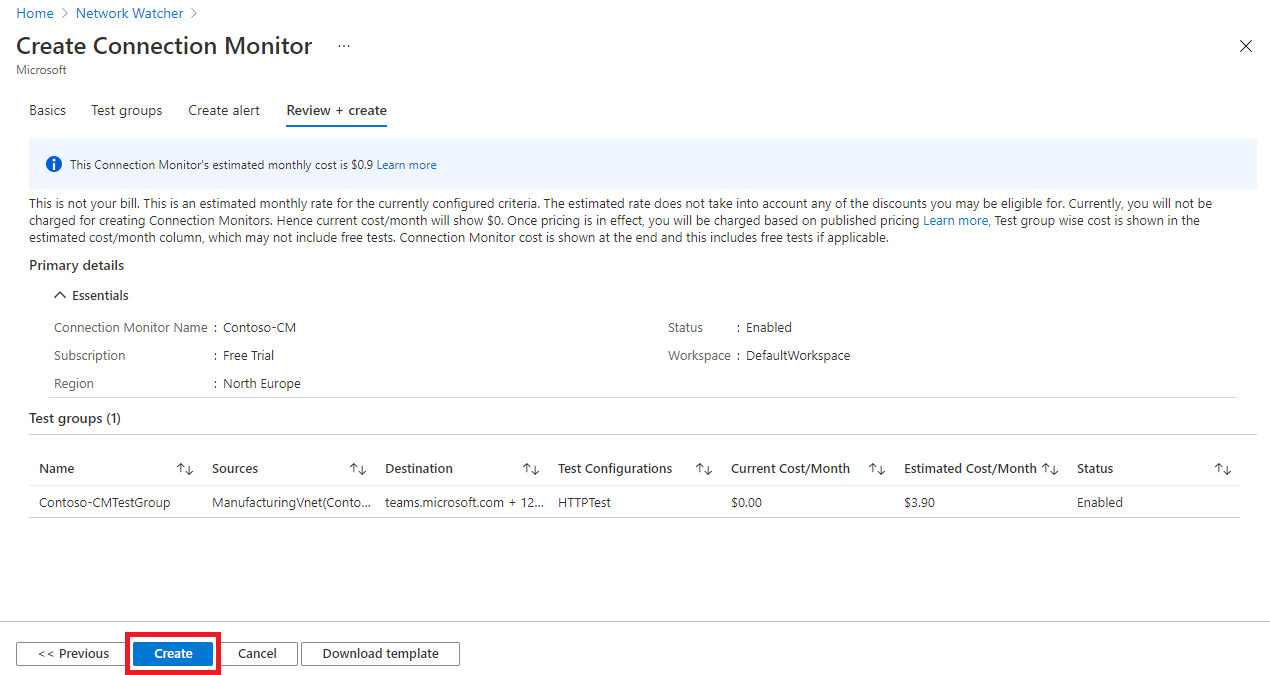 Home > Network Watcher >
Create Connection Monitor ...
Microsoft
Basics Test groups Create alert Review + create
This Connection Monitor's estimated monthly cost is $0.9 Learn more
This is not your bill. This is an estimated monthly rate for the currently configured criteria. The estimated rate does not take into account any of the discounts you may be eligible for. Currently, you will not be
charged for creating Connection Monitors. Hence current cost/month will show $0. Once pricing is in effect, you will be charged based on published pricing Learn more, Test group wise cost is shown in the
estimated cost/month column, which may not include free tests. Connection Monitor cost is shown at the end and this includes free tests if applicable.
Primary details
Essentials
Connection Monitor Name : Contoso-CM Status : Enabled
Subscription : Free Trial Workspace : DefaultWorkspace
Region : North Europe
Test groups (1)
Name Sources Destination Test Configurations Current Cost/Month Estimated Cost/Month Status
Contoso-CMTestGroup ManufacturingVnet(Conto... teams.microsoft.com + 12... HTTPTest $0.00 $3.90 Enabled
<< Previous Create Cancel Download template